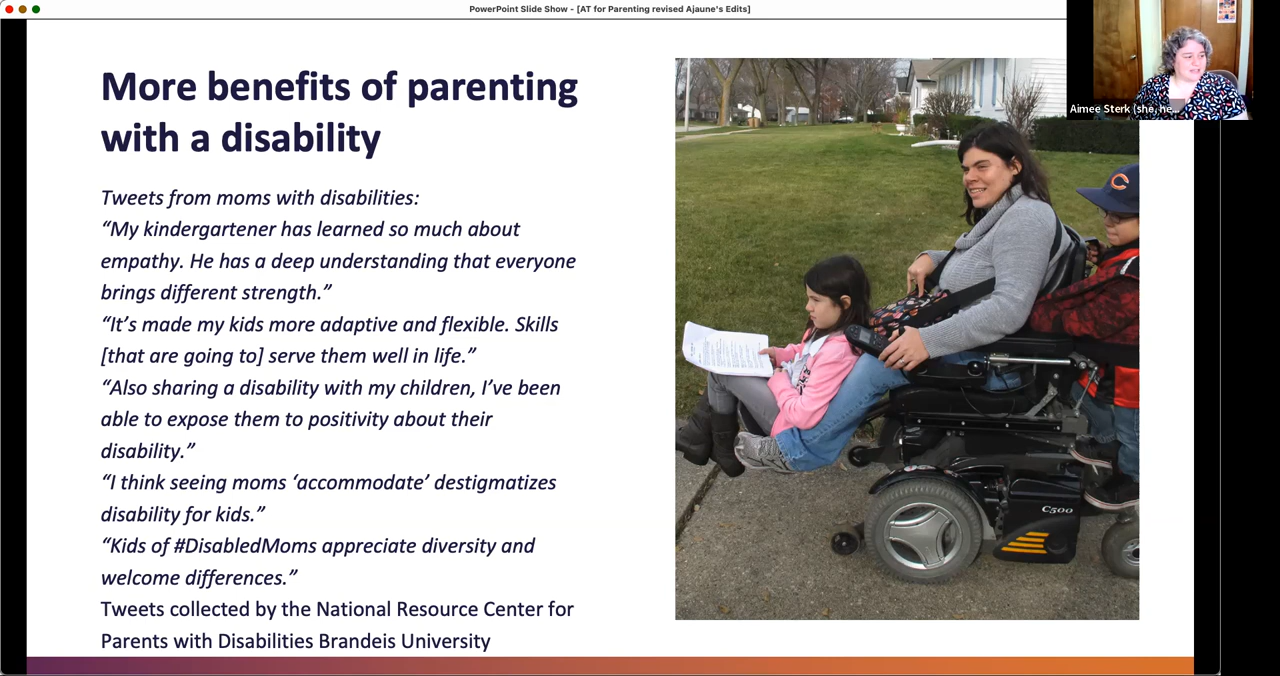 PowerPoint Slide Show - [AT for Parenting revised Ajaune's Edits]
Aimee Sterk (she, he...
More benefits of parenting
with a disability
Tweets from moms with disabilities:
“My kindergartener has learned so much about
empathy. He has a deep understanding that everyone
brings different strength.”
“It’s made my kids more adaptive and flexible. Skills
[that are going to] serve them well in life.”
“Also sharing a disability with my children, I’ve been
able to expose them to positivity about their
disability.”
“I think seeing moms ‘accommodate’ destigmatizes
disability for kids.”
“Kids of #DisabledMoms appreciate diversity and
welcome differences.”
Tweets collected by the National Resource Center for
Parents with Disabilities Brandeis University
C
C500